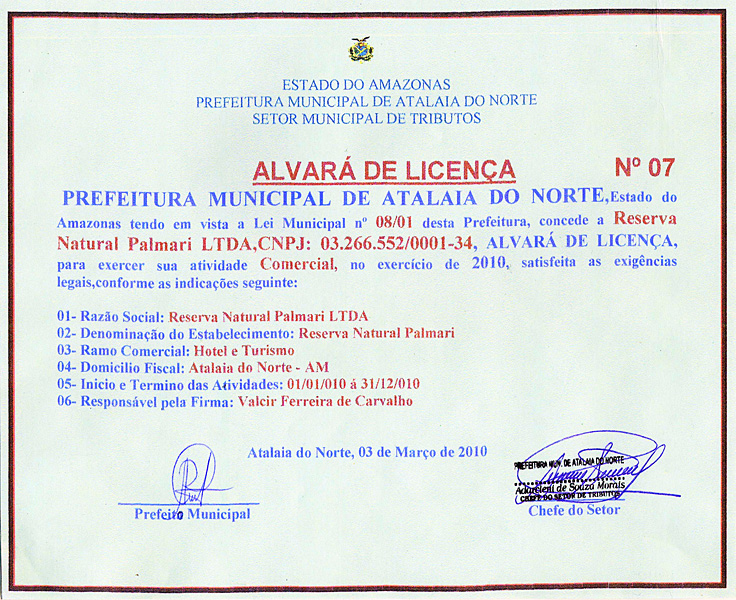 ESTADO DO AMAZONAS
PREFEITURA MUNICIPAL DE ATALAIA DO NORTE
SETOR MUNICIPAL DE TRIBUTOS
ALVARÁ DE LICENÇA Nº 07
PREFEITURA MUNICIPAL DE ATALAIA DO NORTE,Estado do
Amazonas tendo em vista a Lei Municipal nº 08/01 desta Prefeitura, concede a Reserva
Natural Palmari LTDA,CNPJ: 03.266.552/0001-34, ALVARÁ DE LICENÇA,
para exercer sua atividade Comercial, no exercício de 2010, satisfeita as exigências
legais,conforme as indicações seguinte:
01- Razão Social: Reserva Natural Palmari LTDA
02- Denominação do Estabelecimento: Reserva Natural Palmari
03- Ramo Comercial: Hotel e Turismo
04- Domicilio Fiscal: Atalaia do Norte - AM
05- Inicio e Termino das Atividades: 01/01/010 á 31/12/010
06- Responsável pela Firma: Valcir Ferreira de Carvalho
Atalaia do Norte, 03 de Março de 2010
PREFEITURA MUN. DE ATALAIA DO NORTE
de Souza Morais
CHEFE DO SETOR DE TRIBUTOS
Prefeito Municipal
Chefe do Setor